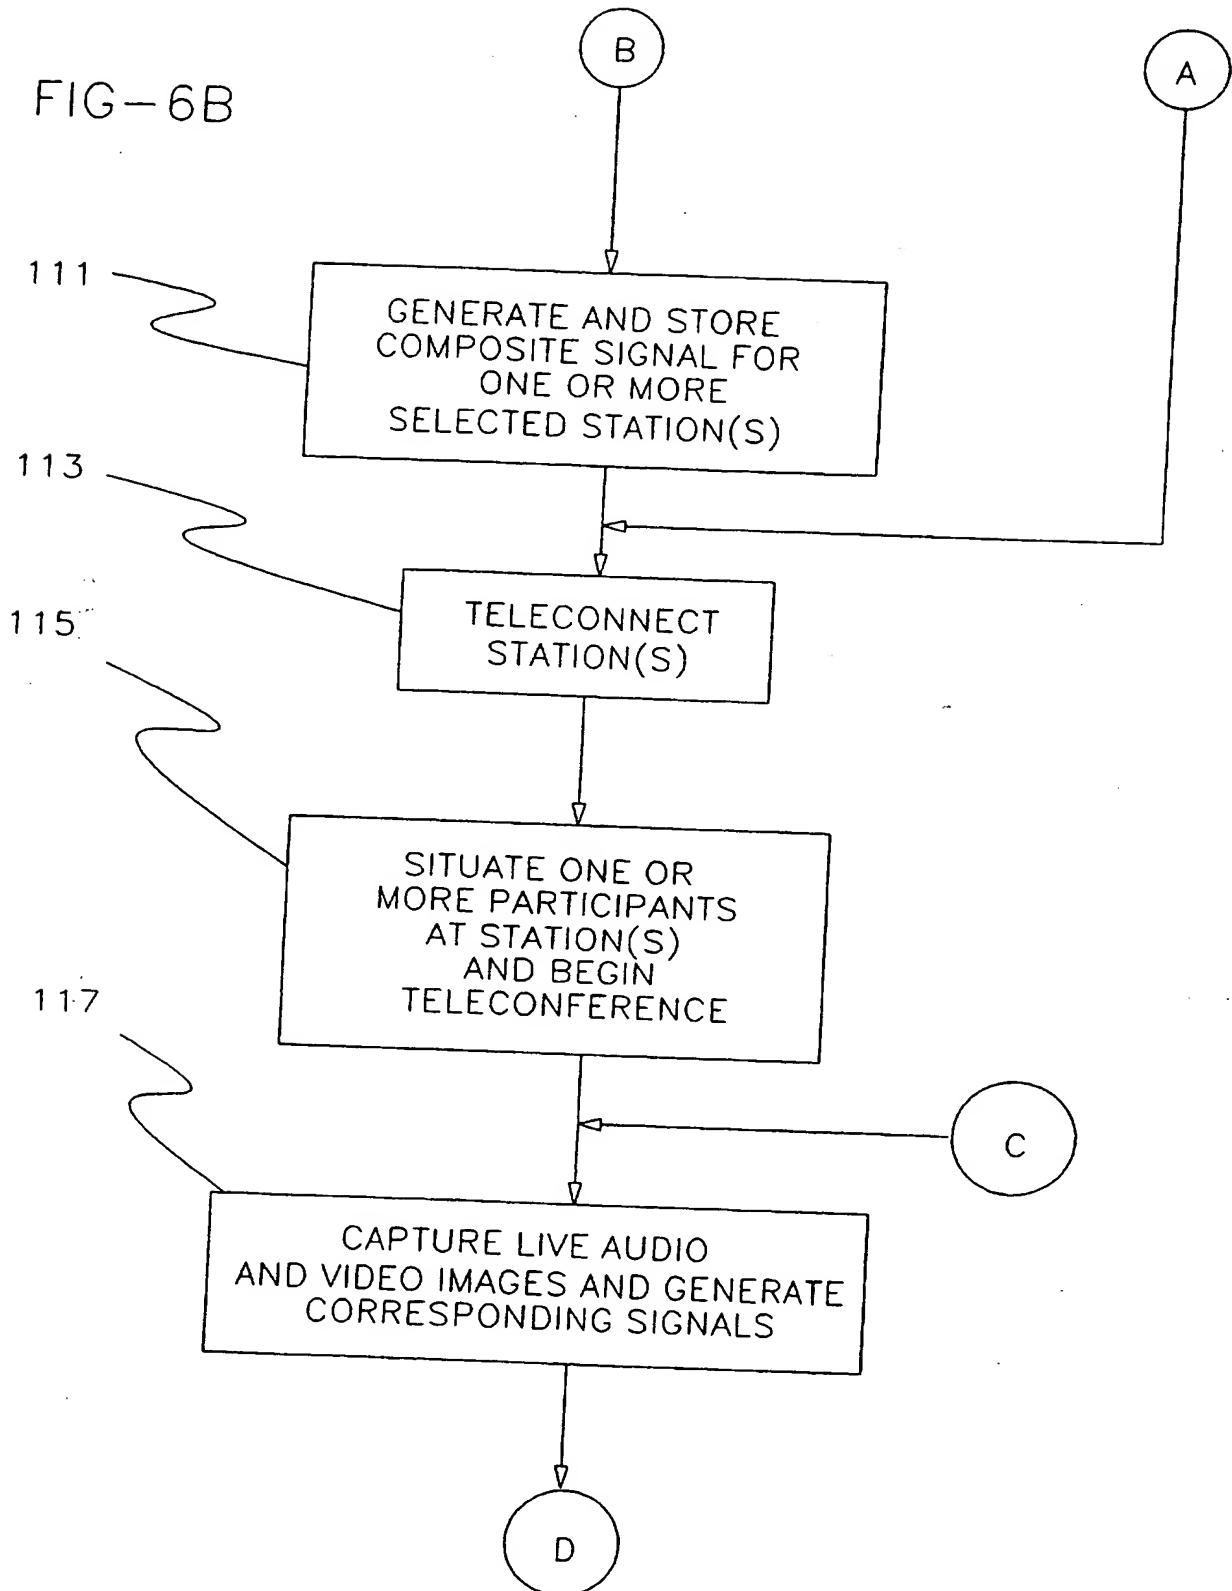 B
A
FIG-6B
111
GENERATE AND STORE
COMPOSITE SIGNAL FOR
ONE OR MORE
SELECTED STATION(S)
113
TELECONNECT
STATION(S)
115
SITUATE ONE OR
MORE PARTICIPANTS
AT STATION(S)
AND BEGIN
TELECONFERENCE
117
C
CAPTURE LIVE AUDIO
AND VIDEO IMAGES AND GENERATE
CORRESPONDING SIGNALS
D